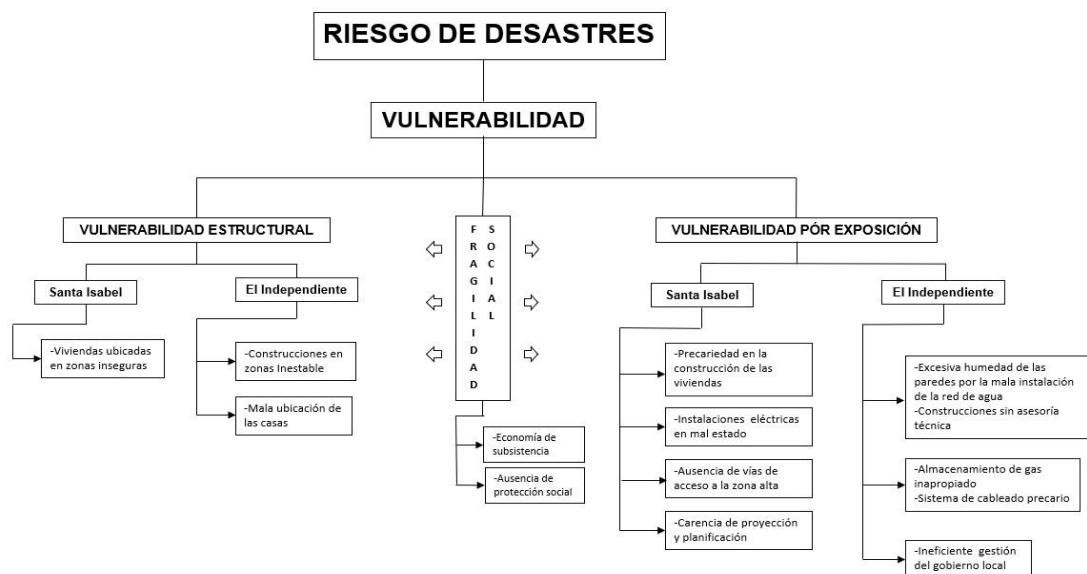 RIESGO DE DESASTRES
VULNERABILIDAD
VULNERABILIDAD ESTRUCTURAL
Santa Isabel
-Viviendas ubicadas
en zonas inseguras
El Independiente
-Construcciones en
zonas Inestable
-Mala ubicación de
las casas
FRAGILIDAD
SOCIAL
-Economía de
subsistencia
-Ausencia de
protección social
VULNERABILIDAD PÓR EXPOSICIÓN
Santa Isabel
-Precariedad en la
construcción de las
viviendas
-Instalaciones eléctricas
en mal estado
-Ausencia de vías de
acceso a la zona alta
-Carencia de proyección
y planificación
El Independiente
-Excesiva humedad de las
paredes por la mala instalación
de la red de agua
-Construcciones sin asesoría
técnica
-Almacenamiento de gas
inapropiado
-Sistema de cableado precario
-Ineficiente gestión
del gobierno local